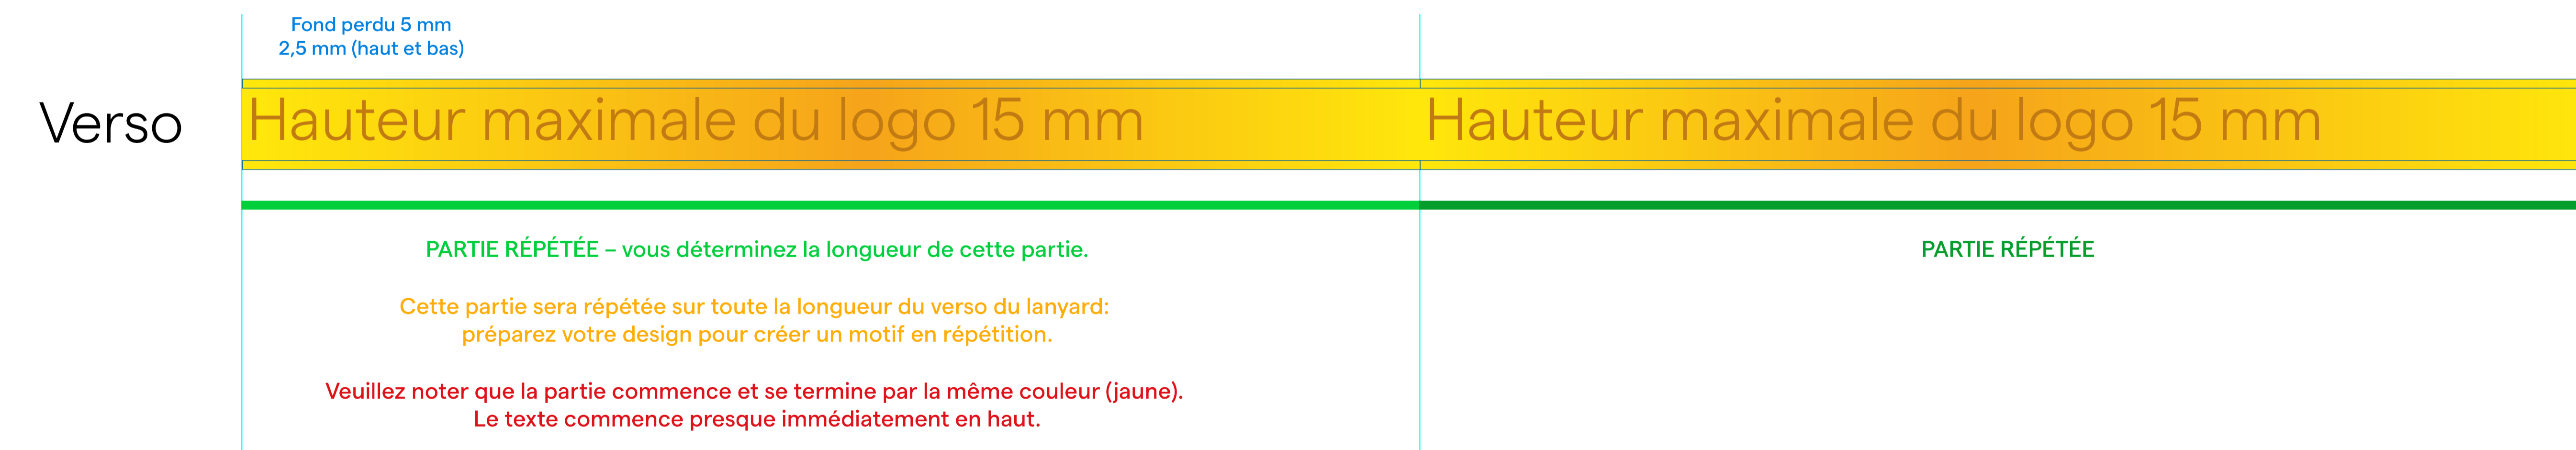 Fond perdu 5 mm
2,5 mm (haut et bas)
Verso
Hauteur maximale du logo 15 mm
Hauteur maximale du logo 15 mm
PARTIE RÉPÉTÉE – vous déterminez la longueur de cette partie.
PARTIE RÉPÉTÉE
Cette partie sera répétée sur toute la longueur du verso du lanyard:
préparez votre design pour créer un motif en répétition.
Veuillez noter que la partie commence et se termine par la même couleur (jaune).
Le texte commence presque immédiatement en haut.